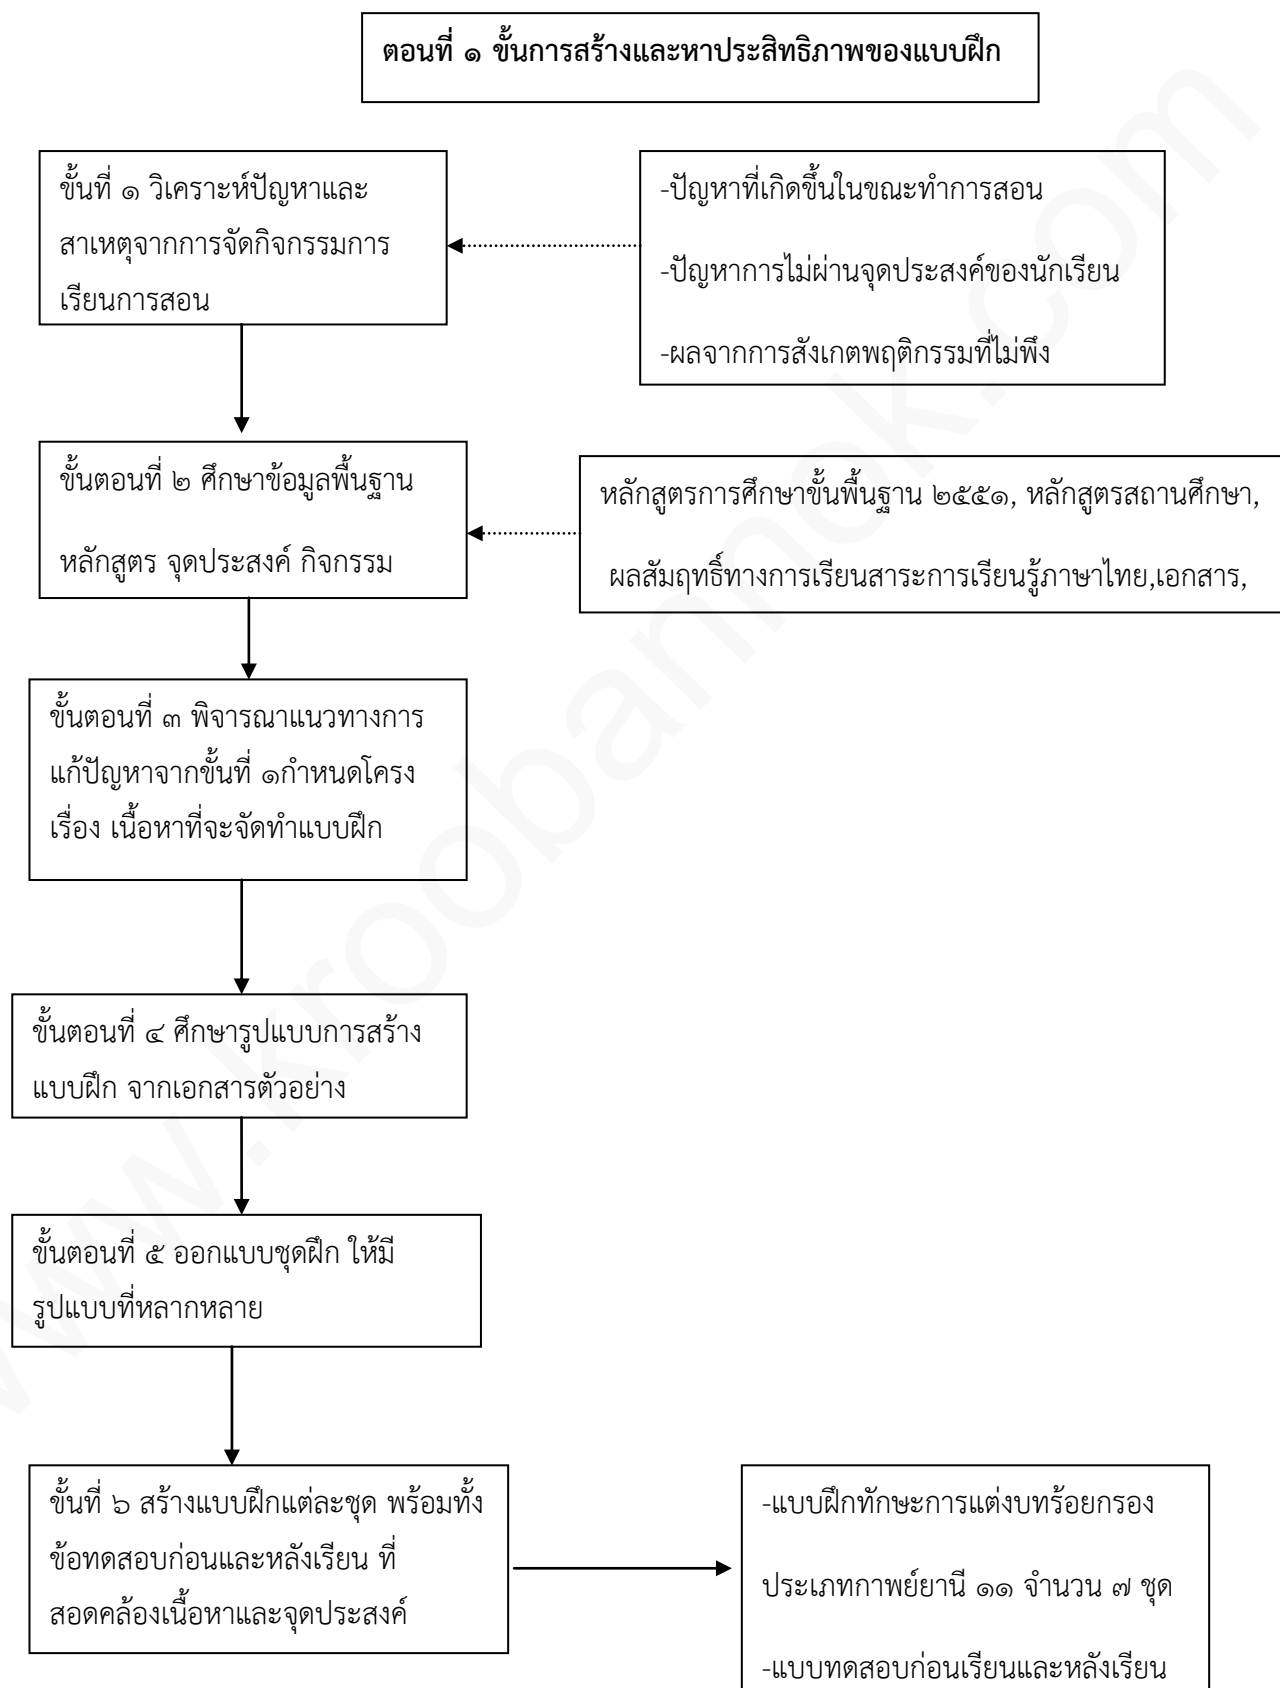 ตอนที่ ๑ ขั้นการสร้างและหาประสิทธิภาพของแบบฝึก
ขั้นที่ ๑ วิเคราะห์ปัญหาและ
สาเหตุจากการจัดกิจกรรมการ
เรียนการสอน
-ปัญหาที่เกิดขึ้นในขณะทำการสอน
-ปัญหาการไม่ผ่านจุดประสงค์ของนักเรียน
-ผลจากการสังเกตพฤติกรรมที่ไม่พึง
ขั้นตอนที่ ๒ ศึกษาข้อมูลพื้นฐาน
หลักสูตร จุดประสงค์ กิจกรรม
หลักสูตรการศึกษาขั้นพื้นฐาน ๒๕๕๑, หลักสูตรสถานศึกษา,
ผลสัมฤทธิ์ทางการเรียนสาระการเรียนรู้ภาษาไทย,เอกสาร,
ขั้นตอนที่ ๓ พิจารณาแนวทางการ
แก้ปัญหาจากขั้นที่ ๑กำหนดโครง
เรื่อง เนื้อหาที่จะจัดทำแบบฝึก
ขั้นตอนที่ ๔ ศึกษารูปแบบการสร้าง
แบบฝึก จากเอกสารตัวอย่าง
ขั้นตอนที่ ๕ ออกแบบชุดฝึก ให้มี
รูปแบบที่หลากหลาย
ขั้นที่ ๖ สร้างแบบฝึกแต่ละชุด พร้อมทั้ง
ข้อทดสอบก่อนและหลังเรียน ที่
สอดคล้องเนื้อหาและจุดประสงค์
-แบบฝึกทักษะการแต่งบทร้อยกรอง
ประเภทกาพย์ยานี ๑๑ จำนวน ๗ ชุด
-แบบทดสอบก่อนเรียนและหลังเรียน
www.kroobannok.com